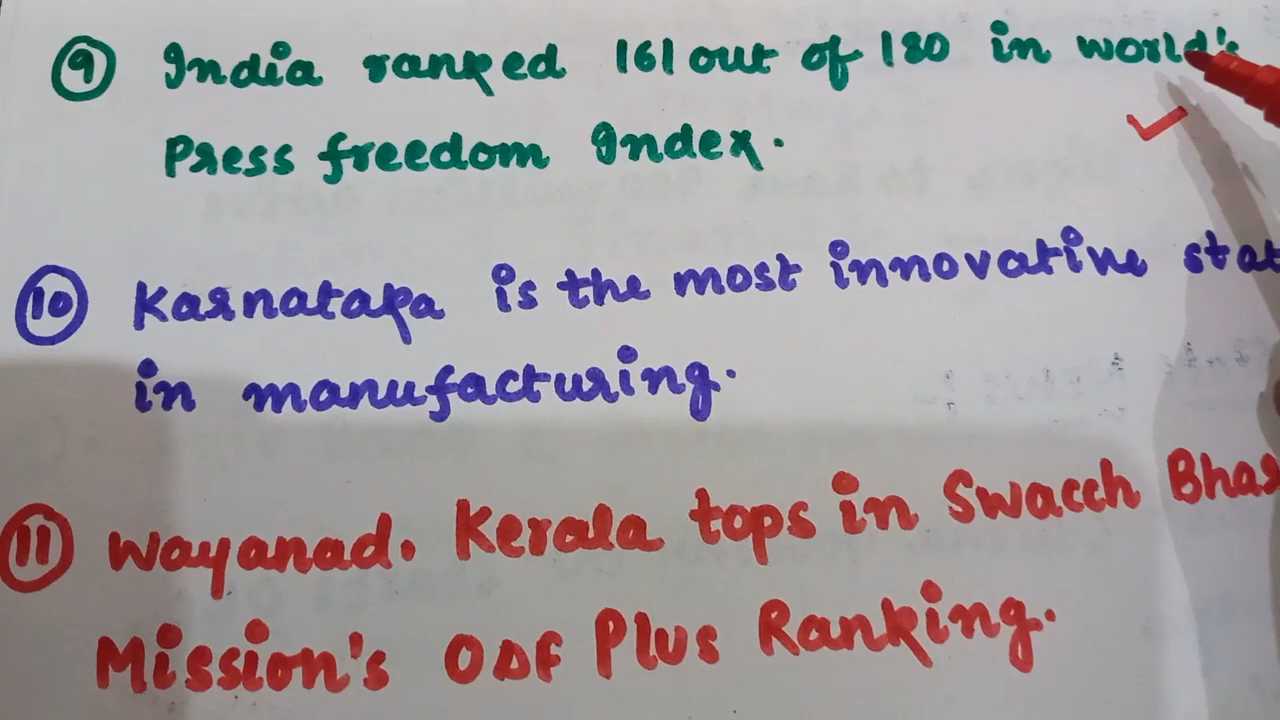 9 India ranked 161 out of 180 in world's
Press freedom Index.
10 Karnataka is the most innovative stat
in manufacturing.
11 Wayanad. Kerala tops in Swacch Bhar
Mission's ODF Plus Ranking.